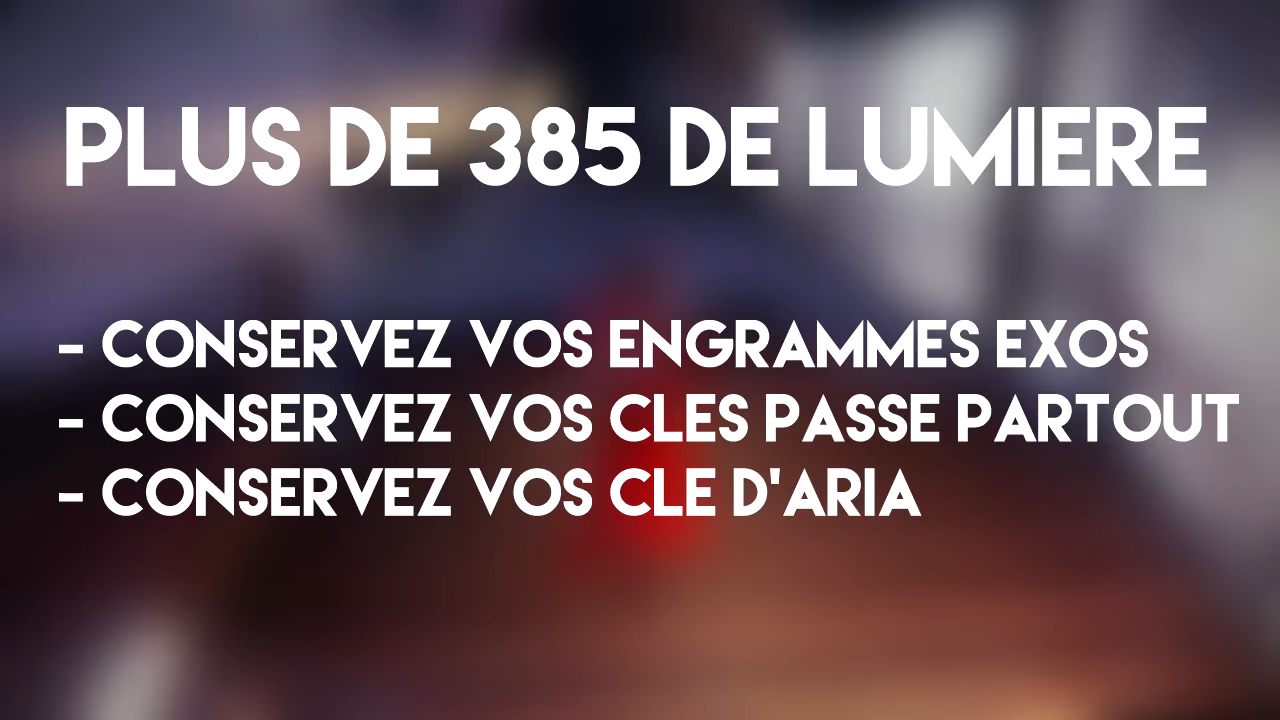 PLUS DE 385 DE LUMIERE
- CONSERVEZ VOS ENGRAMMES EXOS
- CONSERVEZ VOS CLES PASSE PARTOUT
- CONSERVEZ VOS CLE D'ARIA